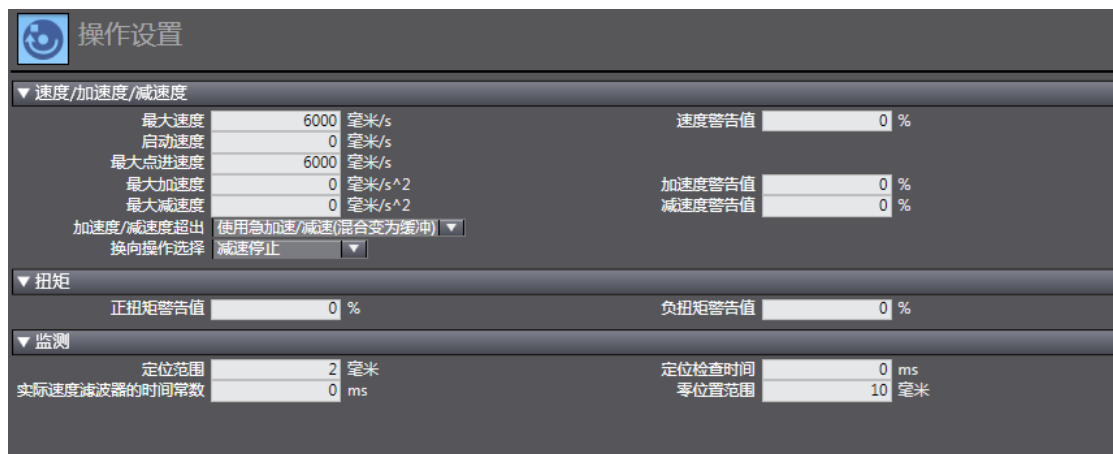 操作设置
速度/加速度/减速度
最大速度 6000 毫米/s 速度警告值 0 %
启动速度 0 毫米/s
最大点进速度 6000 毫米/s
最大加速度 0 毫米/s^2 加速度警告值 0 %
最大减速度 0 毫米/s^2 减速度警告值 0 %
加速度/减速度超出 使用急加速/减速(混合变为缓冲)
换向操作选择 减速停止
扭矩
正扭矩警告值 0 % 负扭矩警告值 0 %
监测
定位范围 2 毫米 定位检查时间 0 ms
实际速度滤波器的时间常数 0 ms 零位置范围 10 毫米